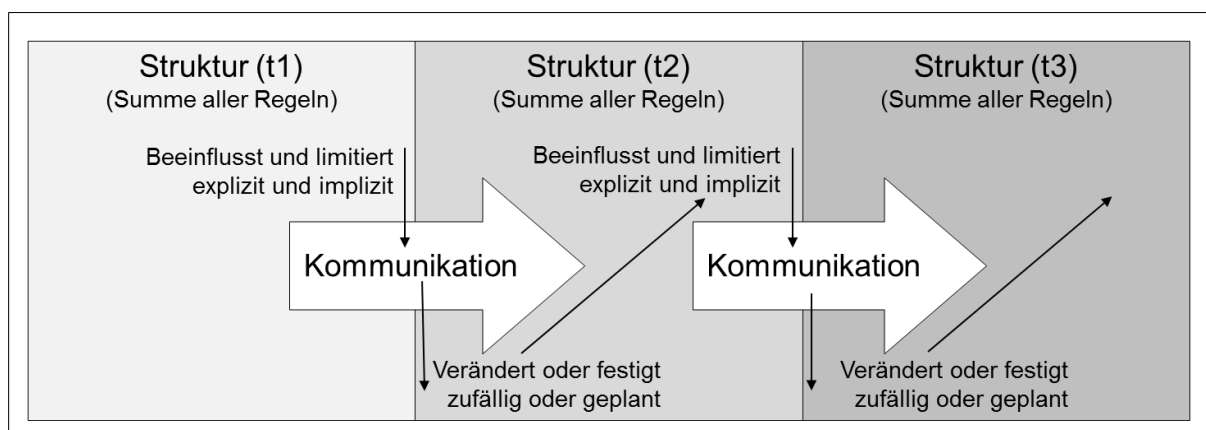 Struktur (t1)
(Summe aller Regeln)
Beeinflusst und limitiert
explizit und implizit
Kommunikation
Struktur (t2)
(Summe aller Regeln)
Verändert oder festigt
zufällig oder geplant
Beeinflusst und limitiert
explizit und implizit
Kommunikation
Struktur (t3)
(Summe aller Regeln)
Verändert oder festigt
zufällig oder geplant